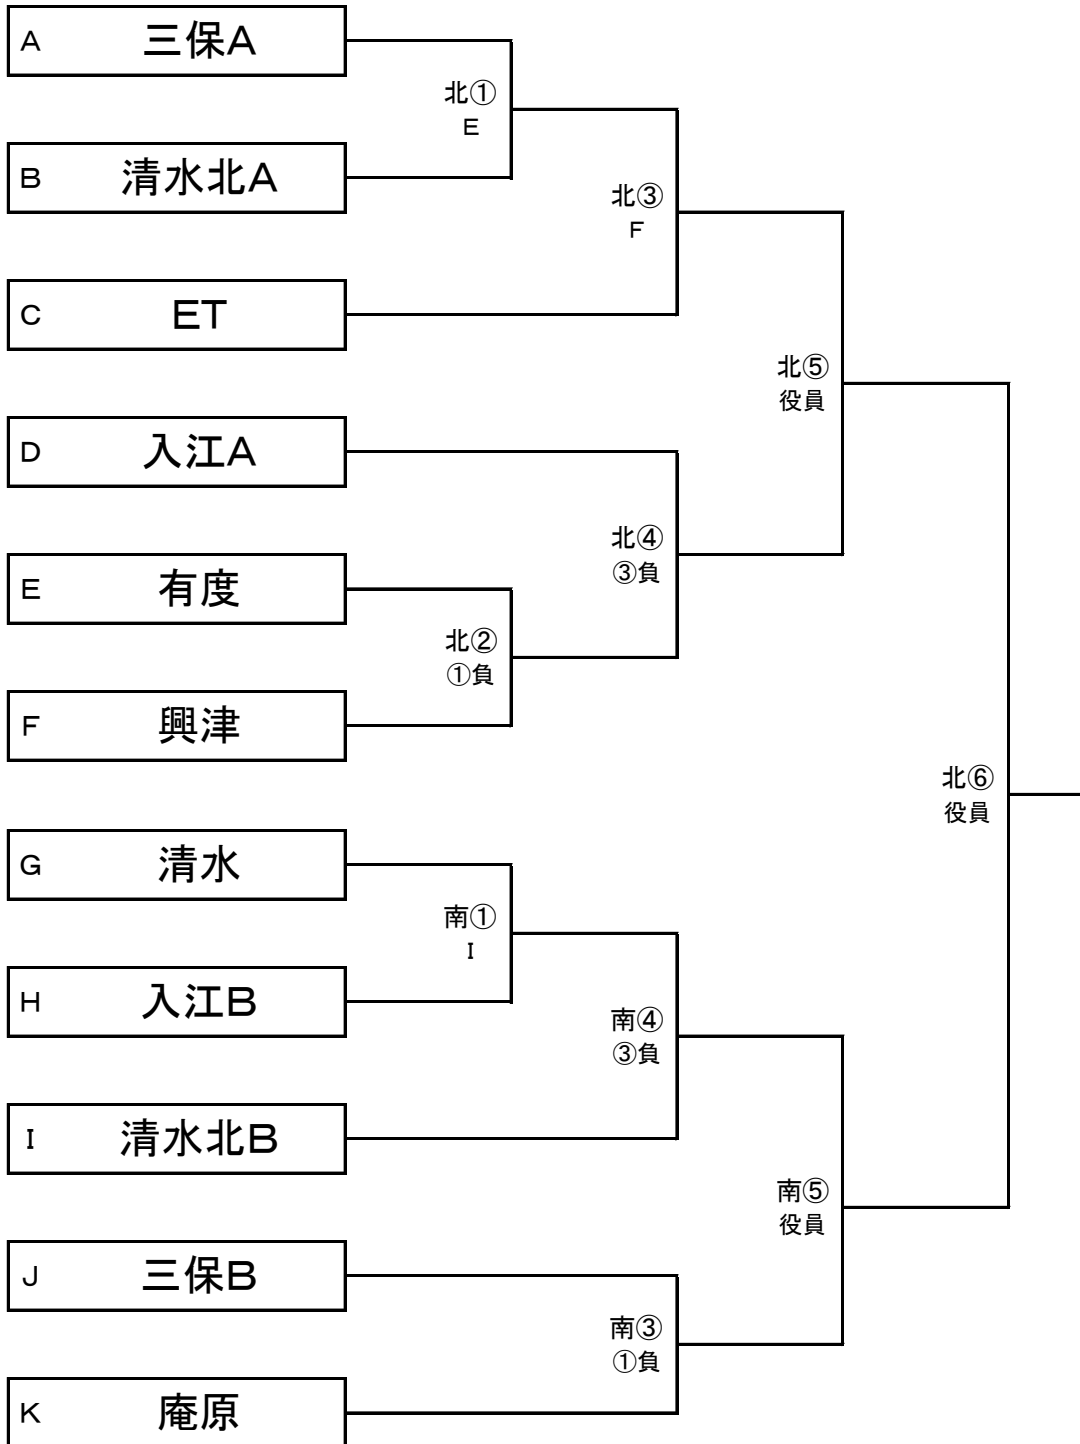 A 三保A
北①
E
B 清水北A
北③
F
C ET
北⑤
役員
D 入江A
北④
③負
E 有度
北②
①負
F 興津
北⑥
役員
G 清水
南①
I
H 入江B
南④
③負
I 清水北B
南⑤
役員
J 三保B
南③
①負
K 庵原